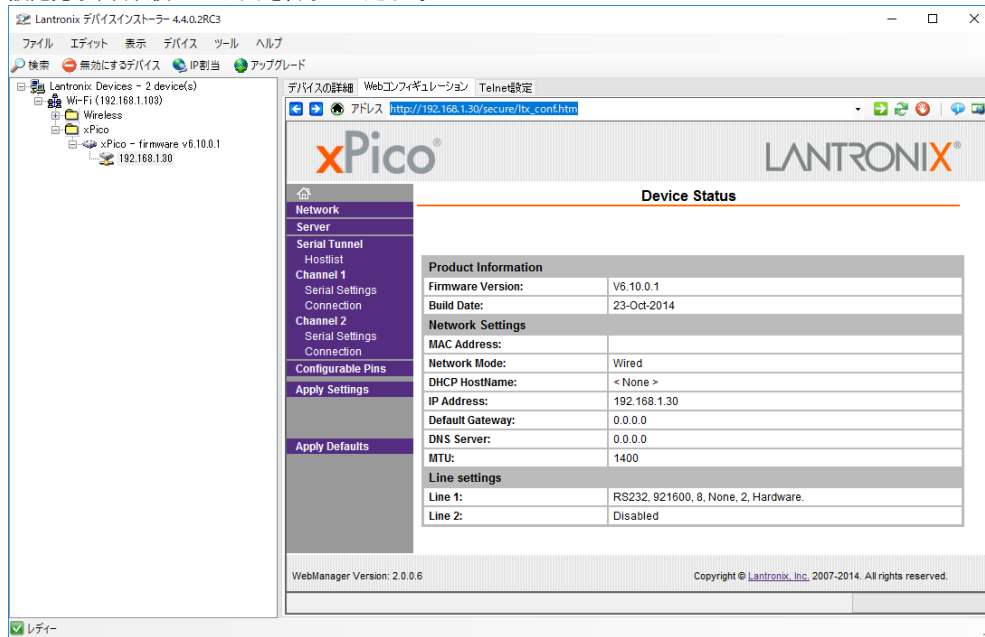 Lantronix デバイスインストーラー 4.4.0.2RC3
ファイル エディット 表示 デバイス ツール ヘルプ
検索 無効にするデバイス IP割当 アップグレード
Lantronix Devices - 2 device(s)
Wi-Fi (192.168.1.103)
Wireless
xPico
xPico - firmware v6.10.0.1
192.168.1.30
デバイスの詳細 Webコンフィギュレーション Telnet設定
アドレス http://192.168.1.30/secure/ltx_conf.htm
xPico®
LANTRONIX®
Network
Server
Serial Tunnel
Hostlist
Channel 1
Serial Settings
Connection
Channel 2
Serial Settings
Connection
Configurable Pins
Apply Settings
Apply Defaults
Device Status
Product Information
Firmware Version: V6.10.0.1
Build Date: 23-Oct-2014
Network Settings
MAC Address:
Network Mode: Wired
DHCP HostName: < None >
IP Address: 192.168.1.30
Default Gateway: 0.0.0.0
DNS Server: 0.0.0.0
MTU: 1400
Line settings
Line 1: RS232, 921600, 8, None, 2, Hardware.
Line 2: Disabled
WebManager Version: 2.0.0.6
Copyright © Lantronix, Inc. 2007-2014. All rights reserved.
レディー